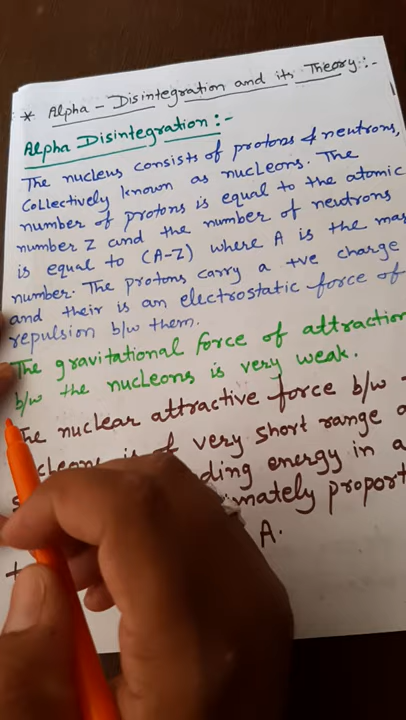 * Alpha - Disintegration and its Theory :-
Alpha Disintegration :-
The nucleus consists of protons & neutrons,
Collectively known as nucleons. The
number of protons is equal to the atomic
number Z and the number of neutrons
is equal to (A-Z) where A is the
number. The protons carry a +ve charge
and their is an electrostatic force of
repulsion b/w them.
The gravitational force of attraction
b/w the nucleons is very weak.
The nuclear attractive force b/w
is of very short range
energy in a
A.